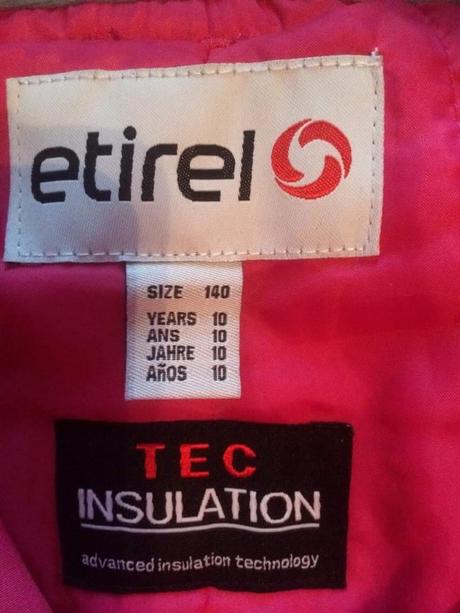 etirel
SIZE 140
YEARS 10
ANS 10
JAHRE 10
AÑOS 10
TEC
INSULATION
advanced insulation technology